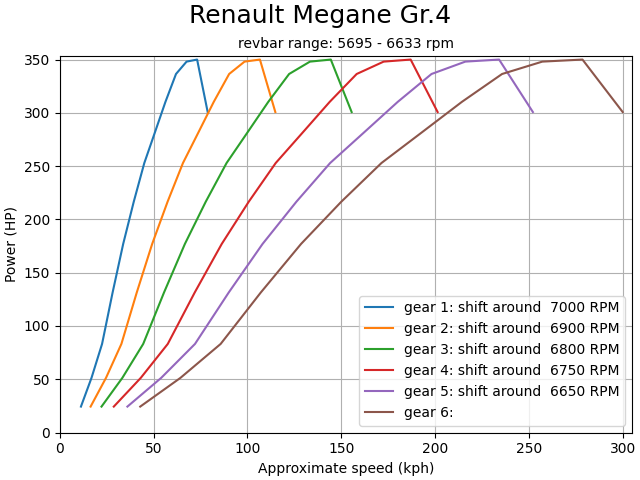 Renault Megane Gr.4
revbar range: 5695 - 6633 rpm
350
300
250
200
150
100
50
0
Power (HP)
gear 1: shift around 7000 RPM
gear 2: shift around 6900 RPM
gear 3: shift around 6800 RPM
gear 4: shift around 6750 RPM
gear 5: shift around 6650 RPM
gear 6:
0 50 100 150 200 250 300
Approximate speed (kph)